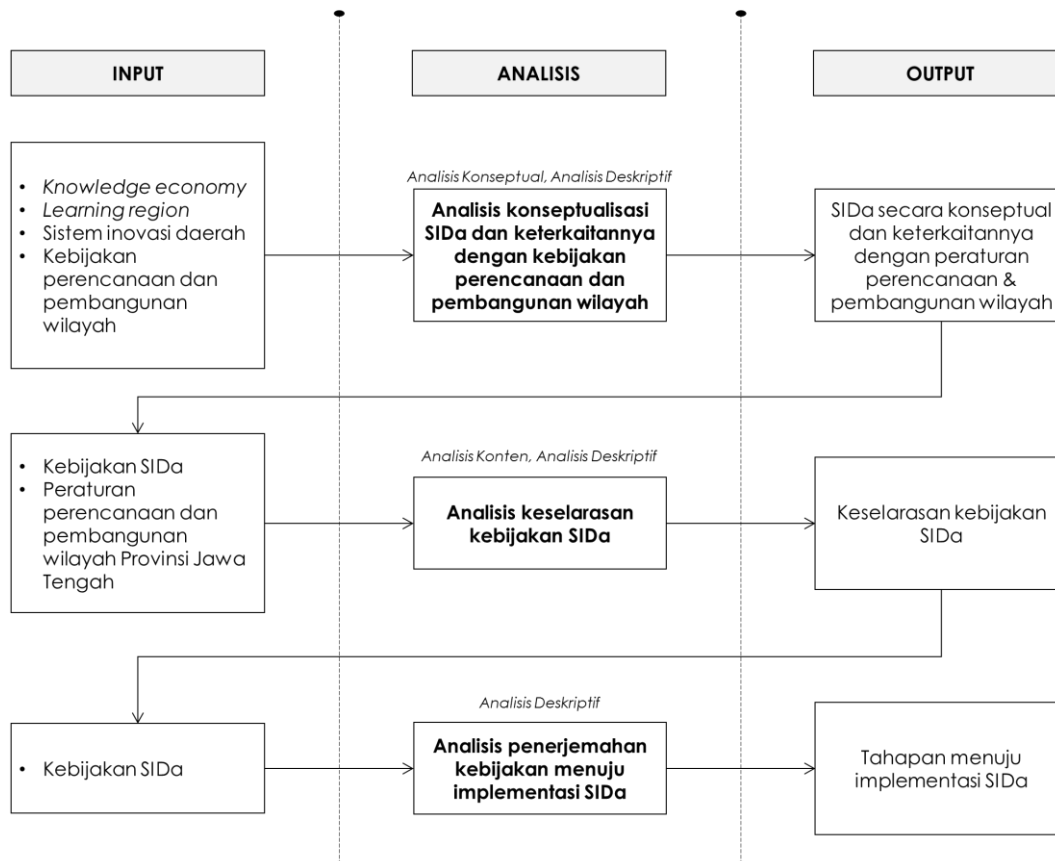 INPUT
ANALISIS
OUTPUT
• Knowledge economy
• Learning region
• Sistem inovasi daerah
• Kebijakan
perencanaan dan
pembangunan
wilayah
Analisis Konseptual, Analisis Deskriptif
Analisis konseptualisasi
SIDa dan keterkaitannya
dengan kebijakan
perencanaan dan
pembangunan wilayah
SIDa secara konseptual
dan keterkaitannya
dengan peraturan
perencanaan &
pembangunan wilayah
• Kebijakan SIDa
• Peraturan
perencanaan dan
pembangunan
wilayah Provinsi Jawa
Tengah
Analisis Konten, Analisis Deskriptif
Analisis keselarasan
kebijakan SIDa
Keselarasan kebijakan
SIDa
• Kebijakan SIDa
Analisis Deskriptif
Analisis penerjemahan
kebijakan menuju
implementasi SIDa
Tahapan menuju
implementasi SIDa